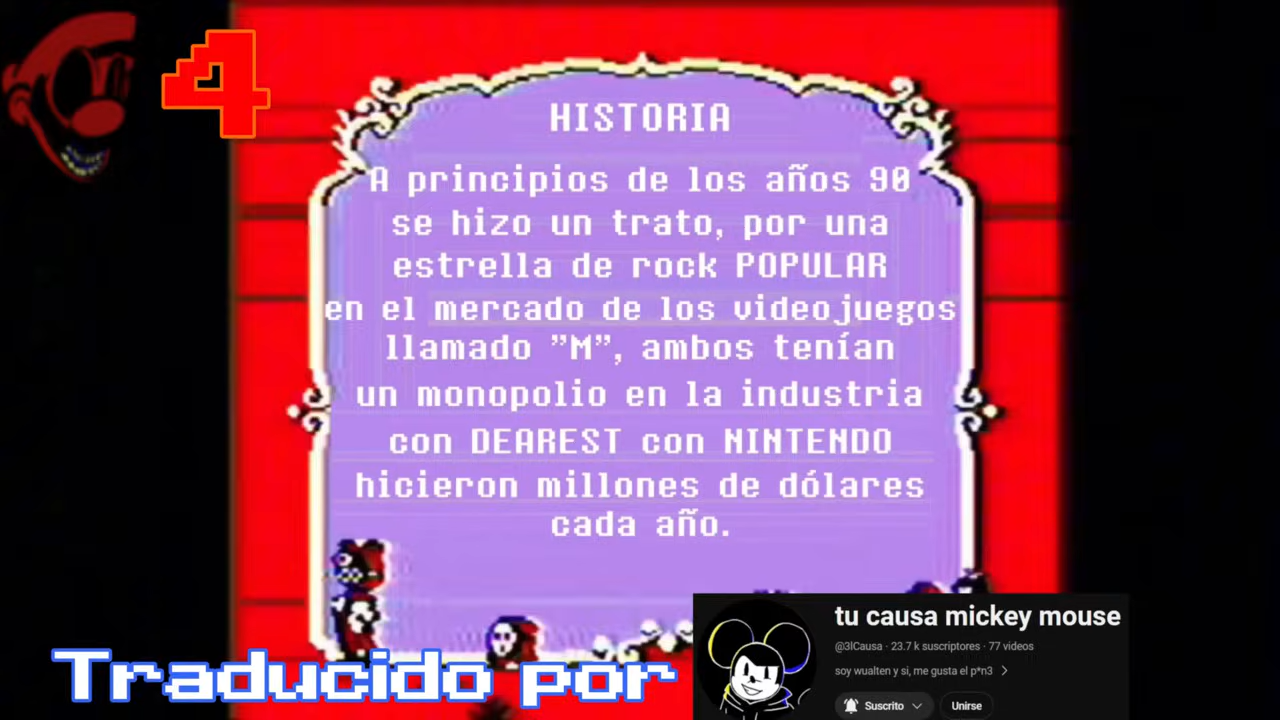 4
HISTORIA
A principios de los años 90
se hizo un trato, por una
estrella de rock POPULAR
en el mercado de los videojuegos
llamado ”M”, ambos tenían
un monopolio en la industria
con DEAREST con NINTENDO
hicieron millones de dólares
cada año.
Traducido por
tu causa mickey mouse
@3lCausa · 23.7 k suscriptores · 77 videos
soy wualten y si, me gusta el p*n3
Suscrito
Unirse